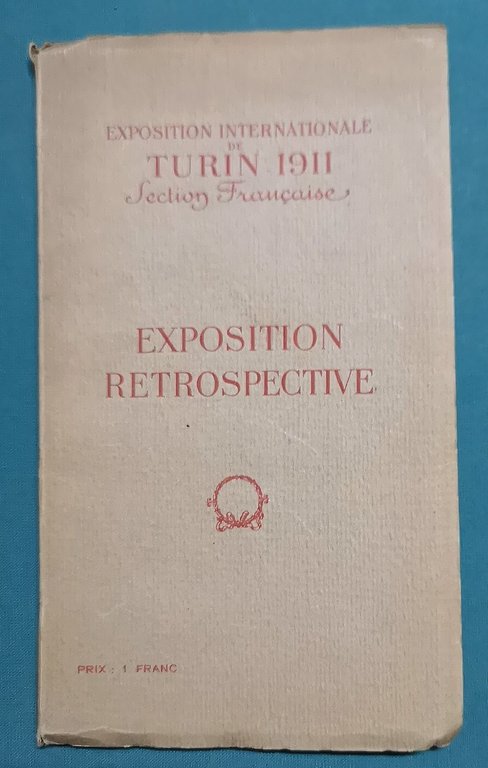 EXPOSITION INTERNATIONALE
DE
TURIN 1911
Section Française
EXPOSITION
RETROSPECTIVE
PRIX : 1 FRANC